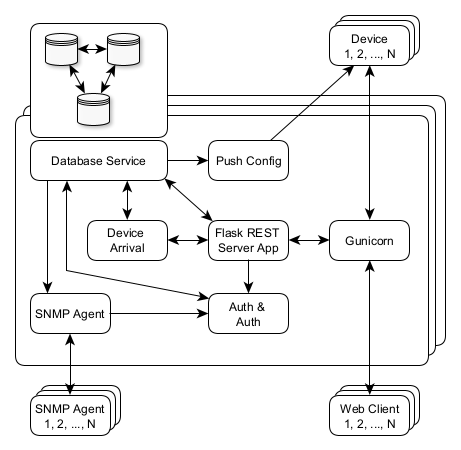 Device
1, 2, ..., N
Database Service
Push Config
Device
Arrival
Flask REST
Server App
Gunicorn
SNMP Agent
Auth &
Auth
SNMP Agent
1, 2, ..., N
Web Client
1, 2, ..., N